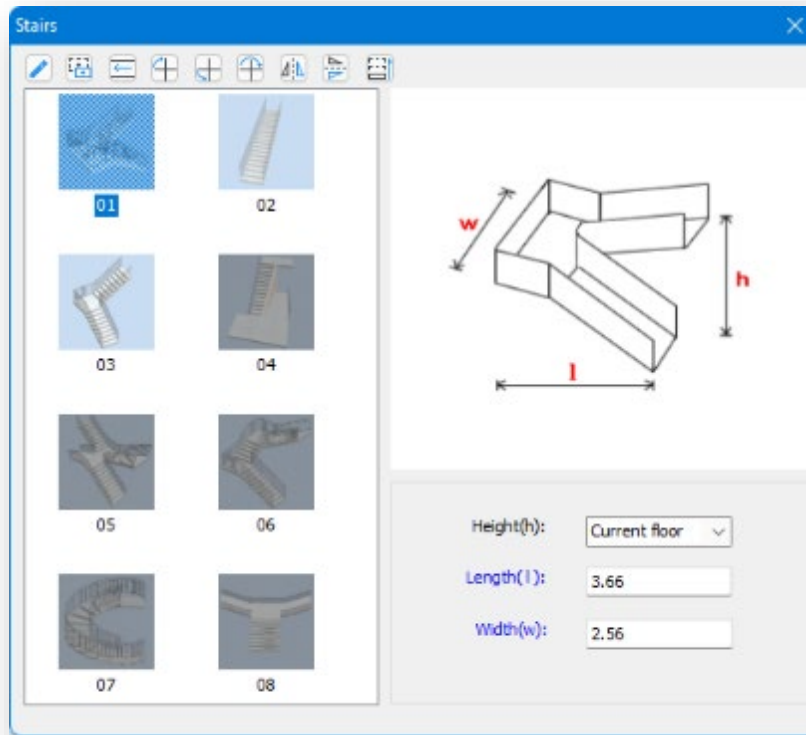 Stairs
01
02
03
04
05
06
07
08
w
h
l
Height(h):
Current floor
Length(l):
3.66
Width(w):
2.56